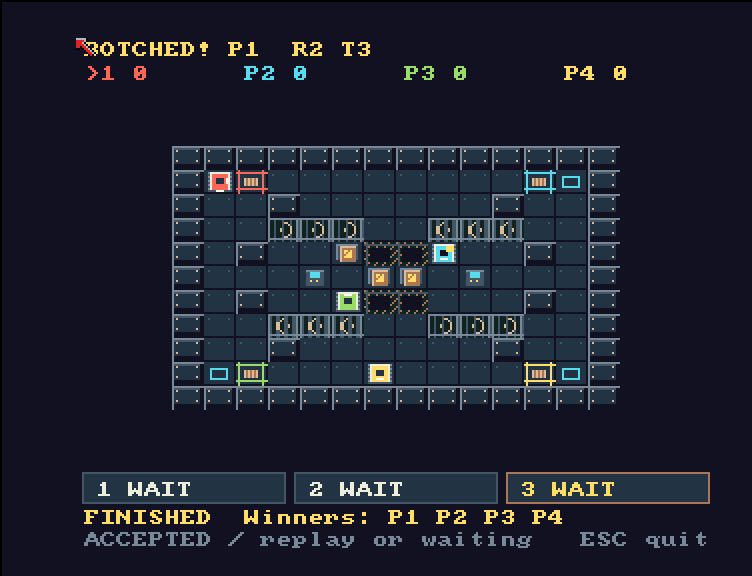 BOTCHED! P1 R2 T3
>1 0 P2 0 P3 0 P4 0
1 WAIT 2 WAIT 3 WAIT
FINISHED Winners: P1 P2 P3 P4
ACCEPTED / replay or waiting ESC quit